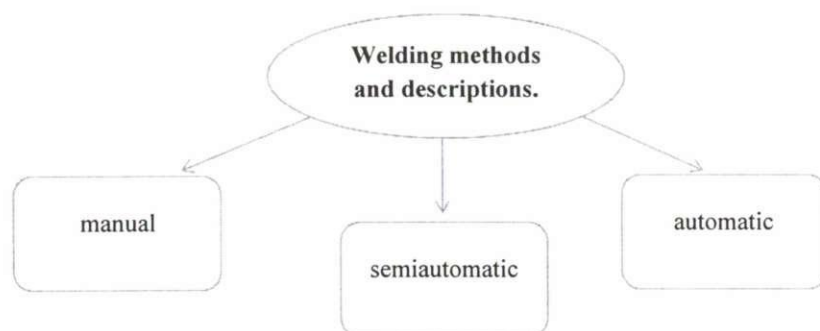 Welding methods
and descriptions.
manual
semiautomatic
automatic